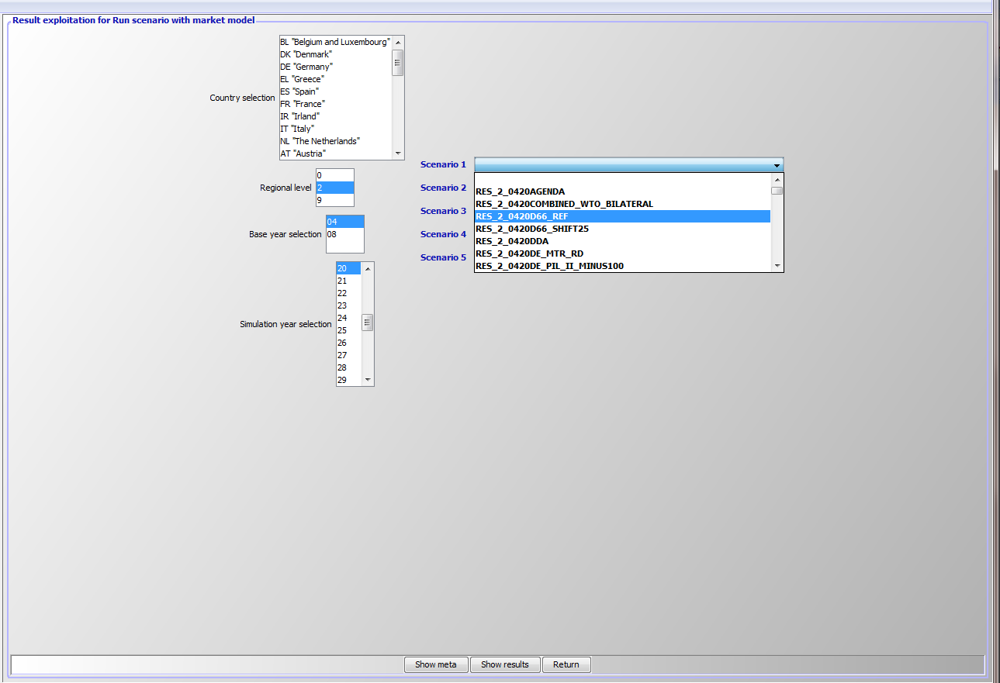 Result exploitation for Run scenario with market model
Country selection
BL "Belgium and Luxembourg"
DK "Denmark"
DE "Germany"
EL "Greece"
ES "Spain"
FR "France"
IR "Irland"
IT "Italy"
NL "The Netherlands"
AT "Austria"
Regional level
0
2
9
Base year selection
04
08
Simulation year selection
20
21
22
23
24
25
26
27
28
29
Scenario 1
Scenario 2
Scenario 3
Scenario 4
Scenario 5
RES_2_0420AGENDA
RES_2_0420COMBINED_WTO_BILATERAL
RES_2_0420D66_REF
RES_2_0420D66_SHIFT25
RES_2_0420DDA
RES_2_0420DE_MTR_RD
RES_2_0420DE_PIL_II_MINUS100
Show meta
Show results
Return